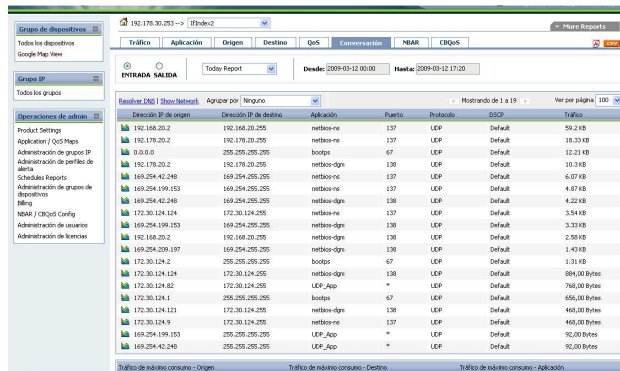 192.178.30.253 --> IfIndex2
More Reports
Grupo de dispositivos
Todos los dispositivos
Google Map View
Grupo IP
Todos los grupos
Operaciones de admin
Product Settings
Application / QoS Maps
Administración de grupos IP
Administración de perfiles de alerta
Schedules Reports
Administración de grupos de dispositivos
Billing
NBAR / CBQoS Config
Administración de usuarios
Administración de licencias
Tráfico Aplicación Origen Destino QoS Conversación NBAR CBQoS
CSV
ENTRADA SALIDA Today Report Desde: 2009-03-12 00:00 Hasta: 2009-03-12 17:20
Resolver DNS | Show Network Agrupar por Ninguno Mostrando de 1 a 19 Ver por página 100
Dirección IP de origen Dirección IP de destino Aplicación Puerto Protocolo DSCP Tráfico
192.168.20.2 192.168.20.255 netbios-ns 137 UDP Default 59.2 KB
192.178.20.2 192.178.20.255 netbios-ns 137 UDP Default 18.33 KB
0.0.0.0 255.255.255.255 bootps 67 UDP Default 12.21 KB
192.178.20.2 192.178.20.255 netbios-dgm 138 UDP Default 10.3 KB
169.254.42.248 169.254.255.255 netbios-ns 137 UDP Default 6.07 KB
169.254.199.153 169.254.255.255 netbios-ns 137 UDP Default 4.87 KB
169.254.42.248 169.254.255.255 netbios-dgm 138 UDP Default 4.22 KB
172.30.124.124 172.30.124.255 netbios-ns 137 UDP Default 3.54 KB
169.254.199.153 169.254.255.255 netbios-dgm 138 UDP Default 3.33 KB
192.168.20.2 192.168.20.255 netbios-dgm 138 UDP Default 2.58 KB
169.254.209.197 169.254.255.255 netbios-dgm 138 UDP Default 1.43 KB
172.30.124.2 255.255.255.255 bootps 67 UDP Default 1.31 KB
172.30.124.124 172.30.124.255 netbios-dgm 138 UDP Default 884,00 Bytes
172.30.124.82 172.30.124.255 UDP_App * UDP Default 768,00 Bytes
172.30.124.1 255.255.255.255 bootps 67 UDP Default 656,00 Bytes
172.30.124.121 172.30.124.255 netbios-dgm 138 UDP Default 468,00 Bytes
172.30.124.9 172.30.124.255 netbios-ns 137 UDP Default 468,00 Bytes
169.254.199.153 255.255.255.255 UDP_App * UDP Default 92,00 Bytes
169.254.42.248 255.255.255.255 UDP_App * UDP Default 92,00 Bytes
Tráfico de máximo consumo - Origen Tráfico de máximo consumo - Destino Tráfico de máximo consumo - Aplicación